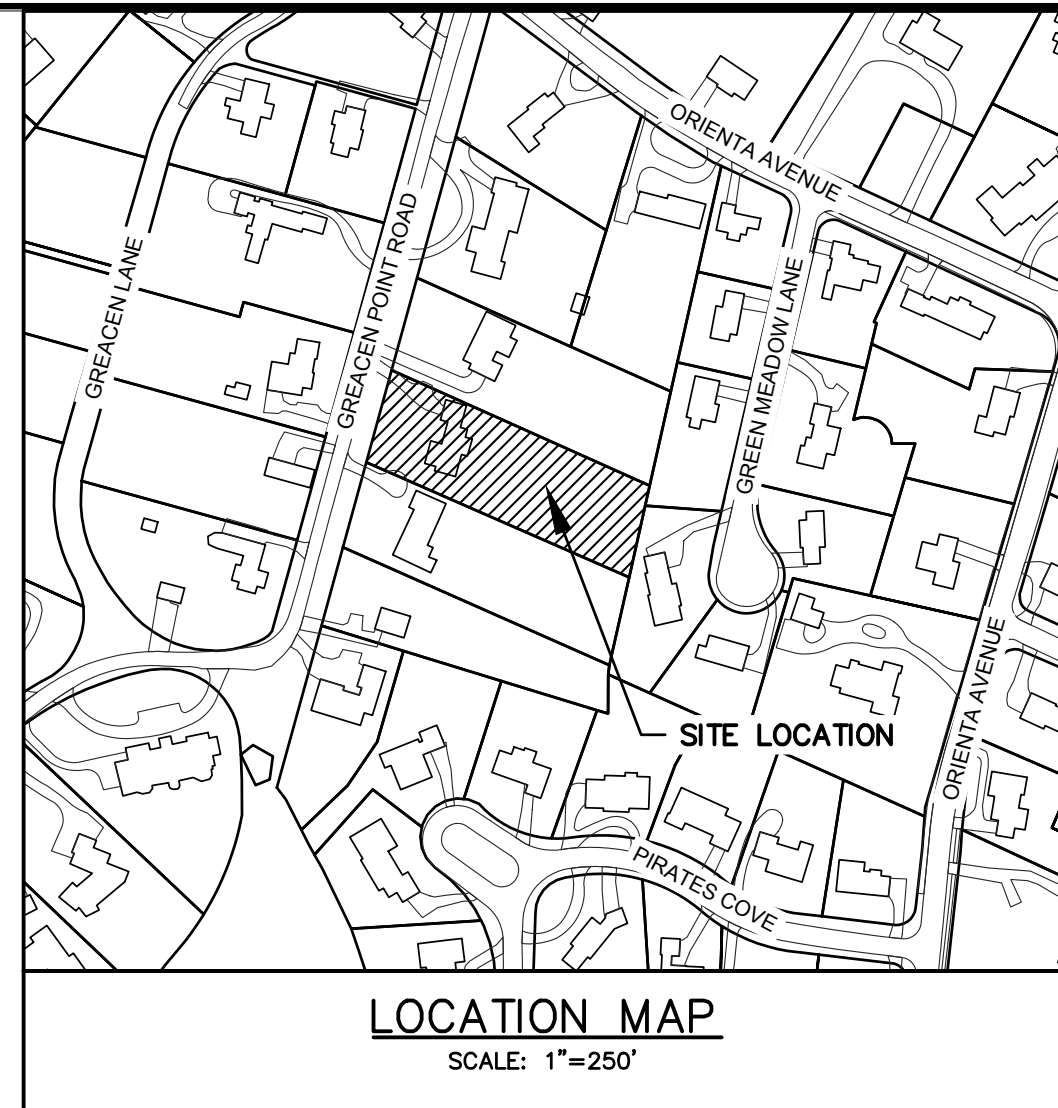 ORIENTA AVENUE
GREACEN LANE
GREACEN POINT ROAD
GREEN MEADOW LANE
SITE LOCATION
ORIENTA AVENUE
PIRATES COVE
LOCATION MAP
SCALE: 1"=250'